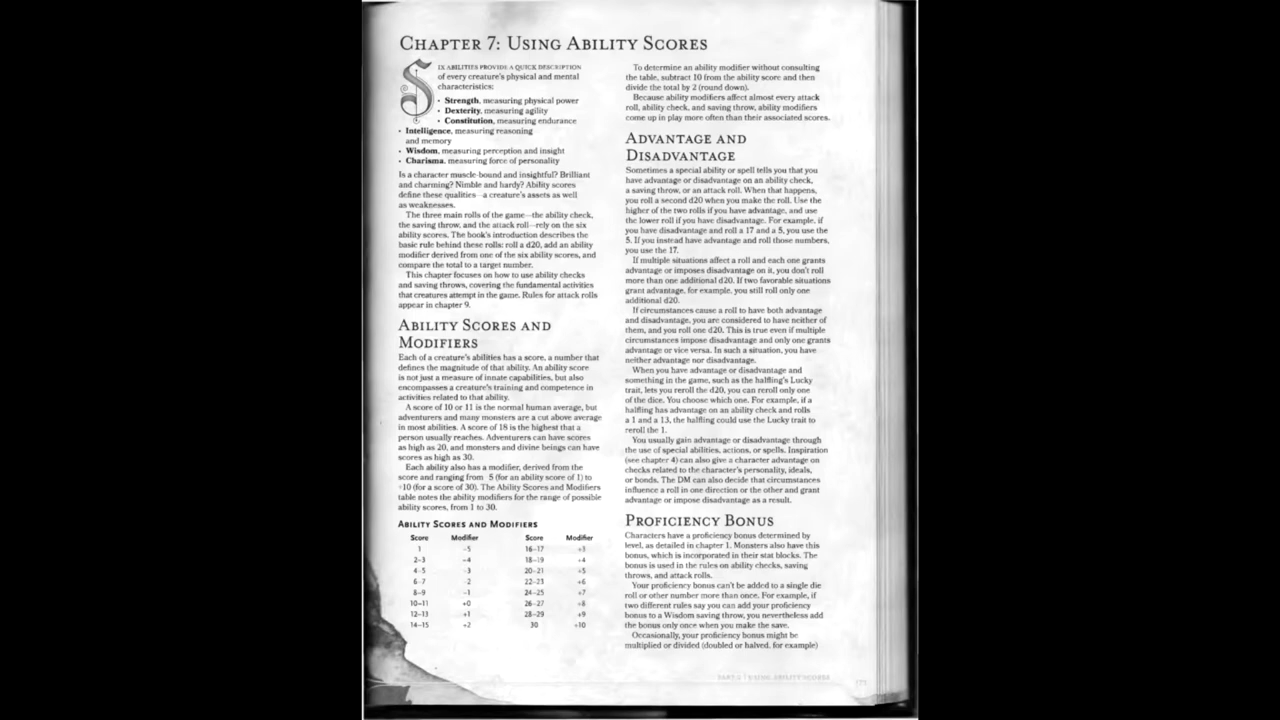 CHAPTER 7: USING ABILITY SCORES
SIX ABILITIES PROVIDE A QUICK DESCRIPTION
of every creature's physical and mental
characteristics:
• Strength, measuring physical power
• Dexterity, measuring agility
• Constitution, measuring endurance
• Intelligence, measuring reasoning
and memory
• Wisdom, measuring perception and insight
• Charisma, measuring force of personality
Is a character muscle-bound and insightful? Brilliant
and charming? Nimble and hardy? Ability scores
define these qualities—a creature's assets as well
as weaknesses.
The three main rolls of the game—the ability check,
the saving throw, and the attack roll—rely on the six
ability scores. The book's introduction describes the
basic rule behind these rolls: roll a d20, add an ability
modifier derived from one of the six ability scores, and
compare the total to a target number.
This chapter focuses on how to use ability checks
and saving throws, covering the fundamental activities
that creatures attempt in the game. Rules for attack rolls
appear in chapter 9.
ABILITY SCORES AND
MODIFIERS
Each of a creature's abilities has a score, a number that
defines the magnitude of that ability. An ability score
is not just a measure of innate capabilities, but also
encompasses a creature's training and competence in
activities related to that ability.
A score of 10 or 11 is the normal human average, but
adventurers and many monsters are a cut above average
in most abilities. A score of 18 is the highest that a
person usually reaches. Adventurers can have scores
as high as 20, and monsters and divine beings can have
scores as high as 30.
Each ability also has a modifier, derived from the
score and ranging from -5 (for an ability score of 1) to
+10 (for a score of 30). The Ability Scores and Modifiers
table notes the ability modifiers for the range of possible
ability scores, from 1 to 30.
ABILITY SCORES AND MODIFIERS
Score Modifier Score Modifier
1 -5 16–17 +3
2–3 -4 18–19 +4
4-5 -3 20–21 +5
6-7 -2 22–23 +6
8–9 -1 24–25 +7
10–11 +0 26–27 +8
12–13 +1 28–29 +9
14–15 +2 30 +10
To determine an ability modifier without consulting
the table, subtract 10 from the ability score and then
divide the total by 2 (round down).
Because ability modifiers affect almost every attack
roll, ability check, and saving throw, ability modifiers
come up in play more often than their associated scores.
ADVANTAGE AND
DISADVANTAGE
Sometimes a special ability or spell tells you that you
have advantage or disadvantage on an ability check,
a saving throw, or an attack roll. When that happens,
you roll a second d20 when you make the roll. Use the
higher of the two rolls if you have advantage, and use
the lower roll if you have disadvantage. For example, if
you have disadvantage and roll a 17 and a 5, you use the
5. If you instead have advantage and roll those numbers,
you use the 17.
If multiple situations affect a roll and each one grants
advantage or imposes disadvantage on it, you don't roll
more than one additional d20. If two favorable situations
grant advantage, for example, you still roll only one
additional d20.
If circumstances cause a roll to have both advantage
and disadvantage, you are considered to have neither of
them, and you roll one d20. This is true even if multiple
circumstances impose disadvantage and only one grants
advantage or vice versa. In such a situation, you have
neither advantage nor disadvantage.
When you have advantage or disadvantage and
something in the game, such as the halfling's Lucky
trait, lets you reroll the d20, you can reroll only one
of the dice. You choose which one. For example, if a
halfling has advantage on an ability check and rolls
a 1 and a 13, the halfling could use the Lucky trait to
reroll the 1.
You usually gain advantage or disadvantage through
the use of special abilities, actions, or spells. Inspiration
(see chapter 4) can also give a character advantage on
checks related to the character's personality, ideals,
or bonds. The DM can also decide that circumstances
influence a roll in one direction or the other and grant
advantage or impose disadvantage as a result.
PROFICIENCY BONUS
Characters have a proficiency bonus determined by
level, as detailed in chapter 1. Monsters also have this
bonus, which is incorporated in their stat blocks. The
bonus is used in the rules on ability checks, saving
throws, and attack rolls.
Your proficiency bonus can't be added to a single die
roll or other number more than once. For example, if
two different rules say you can add your proficiency
bonus to a Wisdom saving throw, you nevertheless add
the bonus only once when you make the save.
Occasionally, your proficiency bonus might be
multiplied or divided (doubled or halved, for example)
PART 2 | USING ABILITY SCORES
173